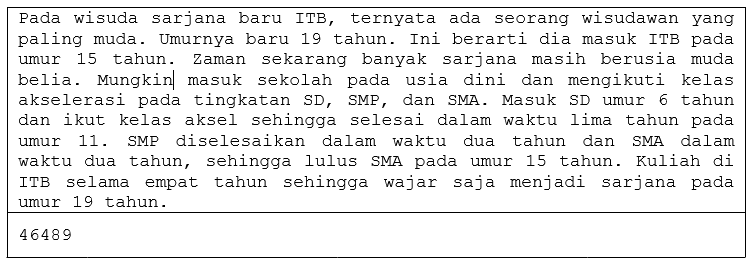 Pada wisuda sarjana baru ITB, ternyata ada seorang wisudawan yang
paling muda. Umurnya baru 19 tahun. Ini berarti dia masuk ITB pada
umur 15 tahun. Zaman sekarang banyak sarjana masih berusia muda
belia. Mungkin masuk sekolah pada usia dini dan mengikuti kelas
akselerasi pada tingkatan SD, SMP, dan SMA. Masuk SD umur 6 tahun
dan ikut kelas aksel sehingga selesai dalam waktu lima tahun pada
umur 11. SMP diselesaikan dalam waktu dua tahun dan SMA dalam
waktu dua tahun, sehingga lulus SMA pada umur 15 tahun. Kuliah di
ITB selama empat tahun sehingga wajar saja menjadi sarjana pada
umur 19 tahun.
46489